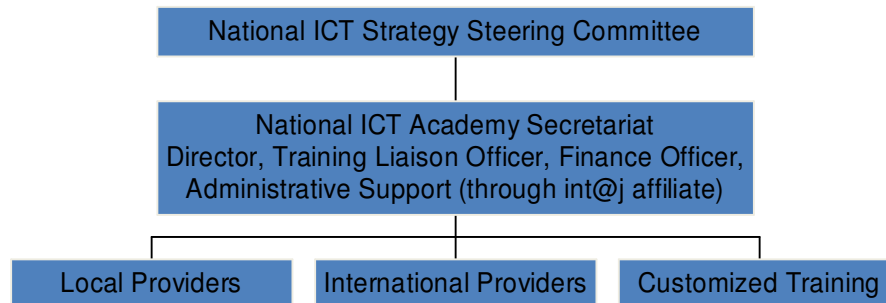 National ICT Strategy Steering Committee
National ICT Academy Secretariat
Director, Training Liaison Officer, Finance Officer,
Administrative Support (through int@j affiliate)
Local Providers
International Providers
Customized Training